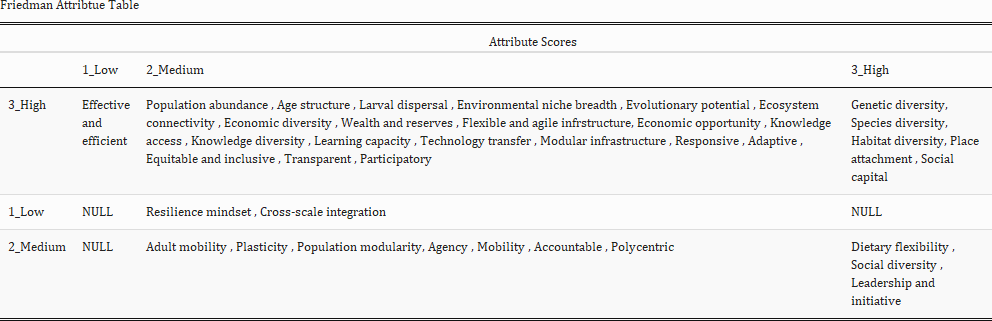 Friedman Attribtue Table
Attribute Scores
1_Low 2_Medium 3_High
3_High Effective and efficient Population abundance , Age structure , Larval dispersal , Environmental niche breadth , Evolutionary potential , Ecosystem connectivity , Economic diversity , Wealth and reserves , Flexible and agile infrstructure, Economic opportunity , Knowledge access , Knowledge diversity , Learning capacity , Technology transfer , Modular infrastructure , Responsive , Adaptive , Equitable and inclusive , Transparent , Participatory Genetic diversity, Species diversity, Habitat diversity, Place attachment , Social capital
1_Low NULL Resilience mindset , Cross-scale integration NULL
2_Medium NULL Adult mobility , Plasticity , Population modularity, Agency , Mobility , Accountable , Polycentric Dietary flexibility , Social diversity , Leadership and initiative